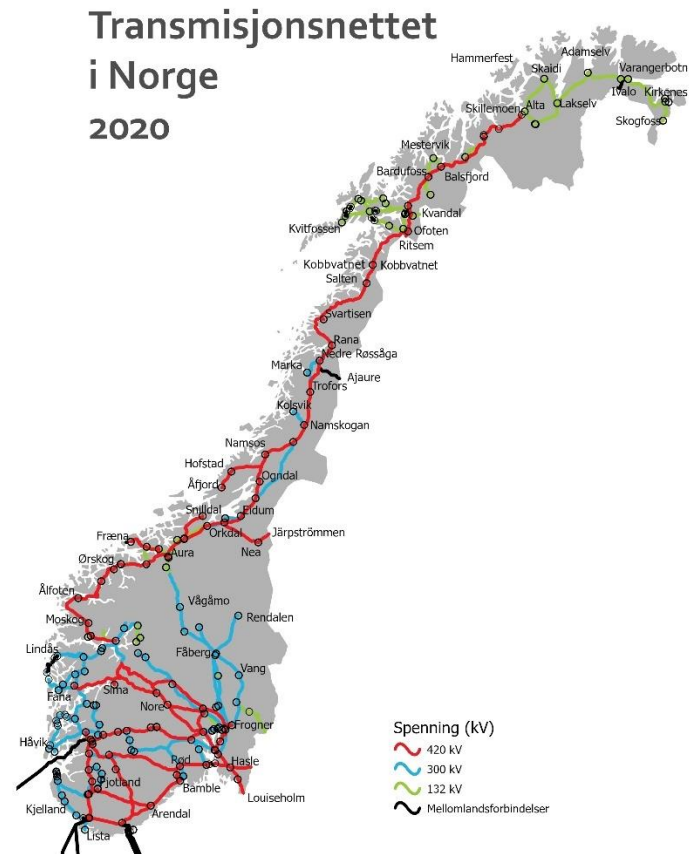 Transmisjonsnettet
i Norge
2020
Hammerfest
Adamselv
Skaidi
Varangerbotn
Ivalo
Kirkenes
Skillemoen
Alta
Lakselv
Skogfoss
Mestervik
Bardufoss
Balsfjord
Kvitfossen
Kvandal
Ofoten
Ritsem
Kobbvatnet
Kobbvatnet
Salten
Svartisen
Rana
Nedre Røssåga
Marka
Ajaure
Trofors
Kolsvik
Namskogan
Namsos
Hofstad
Ogndal
Åfjord
Snilldal
Eidum
Orkdal
Järpströmmen
Fræna
Nea
Aura
Ørskog
Ålfoten
Vågåmo
Rendalen
Moskog
Lindås
Fåberg
Vang
Sima
Fana
Nore
Frogner
Håvik
Rød
Hasle
Fjotland
Bamble
Louiseholm
Kjelland
Arendal
Lista
Spenning (kV)
420 kV
300 kV
132 kV
Mellomlandsforbindelser